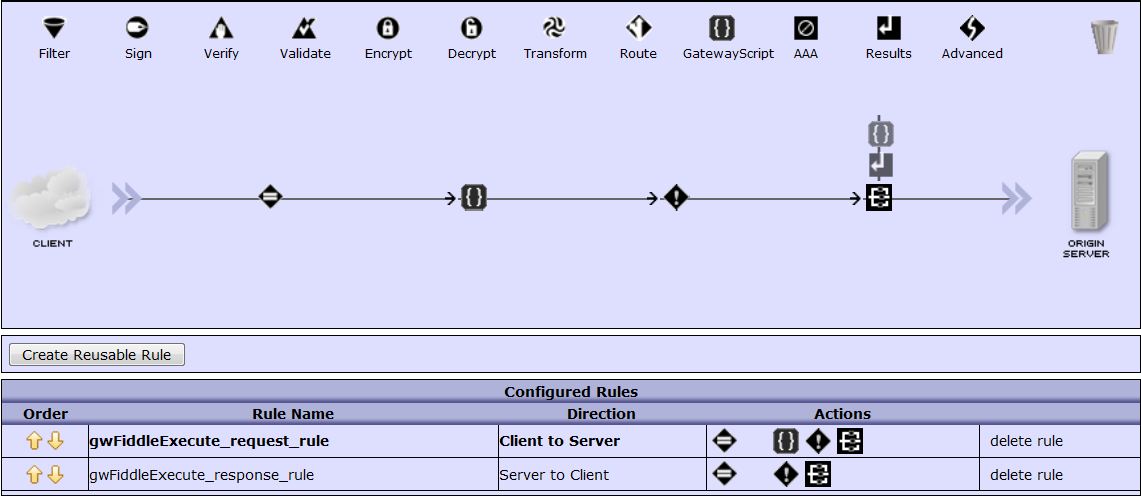 Filter Sign Verify Validate Encrypt Decrypt Transform Route GatewayScript AAA Results Advanced
CLIENT
ORIGIN
SERVER
Create Reusable Rule
Configured Rules
Order Rule Name Direction Actions
gwFiddleExecute_request_rule Client to Server delete rule
gwFiddleExecute_response_rule Server to Client delete rule